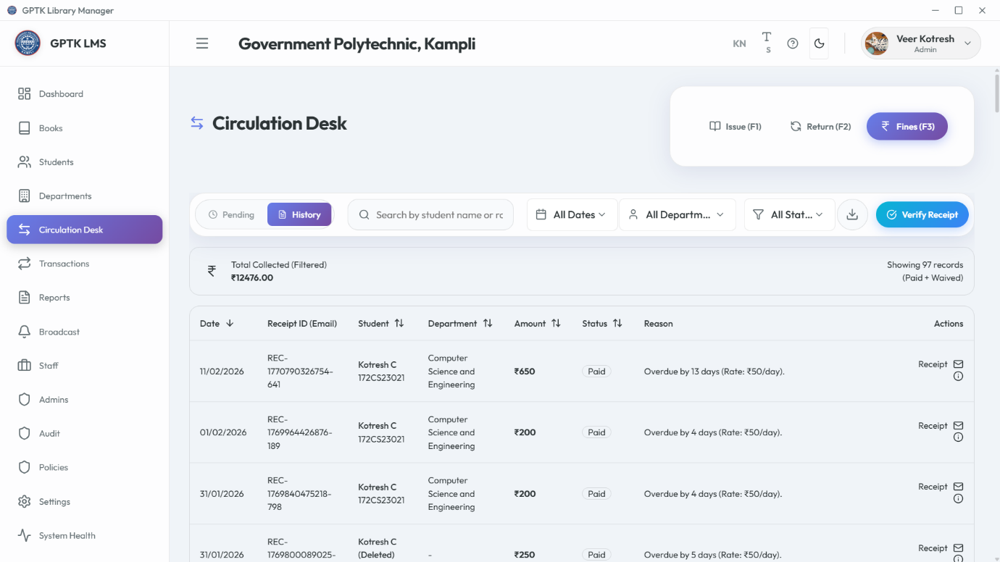 GPTK Library Manager
GPTK LMS
Government Polytechnic, Kampli
KN
T
S
Veer Kotresh
Admin
Dashboard
Books
Students
Departments
Circulation Desk
Transactions
Reports
Broadcast
Staff
Admins
Audit
Policies
Settings
System Health
Circulation Desk
Issue (F1)
Return (F2)
₹ Fines (F3)
Pending
History
Search by student name or rc
All Dates
All Departm...
All Stat...
Verify Receipt
₹
Total Collected (Filtered)
₹12476.00
Showing 97 records
(Paid + Waived)
Date
Receipt ID (Email)
Student
Department
Amount
Status
Reason
Actions
11/02/2026
REC-
1770790326754-
641
Kotresh C
172CS23021
Computer
Science and
Engineering
₹650
Paid
Overdue by 13 days (Rate: ₹50/day).
Receipt
01/02/2026
REC-
1769964426876-
189
Kotresh C
172CS23021
Computer
Science and
Engineering
₹200
Paid
Overdue by 4 days (Rate: ₹50/day).
Receipt
31/01/2026
REC-
1769840475218-
798
Kotresh C
172CS23021
Computer
Science and
Engineering
₹200
Paid
Overdue by 4 days (Rate: ₹50/day).
Receipt
31/01/2026
REC-
1769800089025-
Kotresh C
(Deleted)
-
₹250
Paid
Overdue by 5 days (Rate: ₹50/day).
Receipt